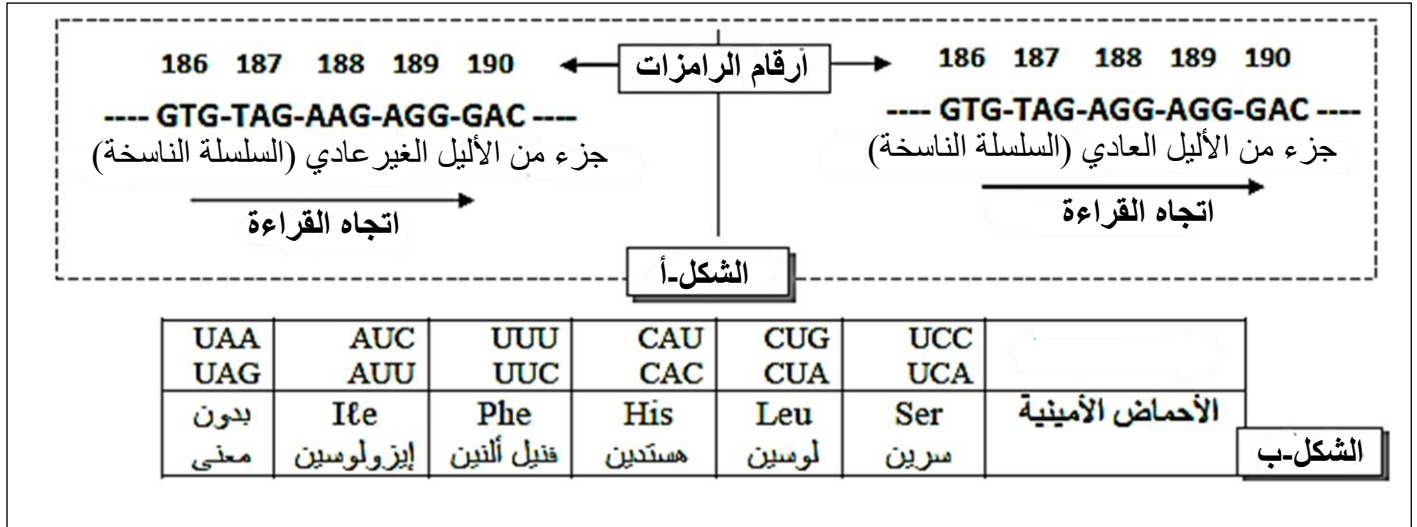 أرقام الرامزات
186 187 188 189 190
---- GTG-TAG-AGG-AGG-GAC ----
جزء من الأليل العادي (السلسلة الناسخة)
اتجاه القراءة
186 187 188 189 190
---- GTG-TAG-AAG-AGG-GAC ----
جزء من الأليل الغير عادي (السلسلة الناسخة)
اتجاه القراءة
الشكل-أ
UAA AUC UUU CAU CUG UCC
UAG AUU UUC CAC CUA UCA
بدون Iℓe Phe His Leu Ser الأحماض الأمينية
معنى إيزولوسين فنيل ألنين هستدين لوسين سرين
الشكل-ب